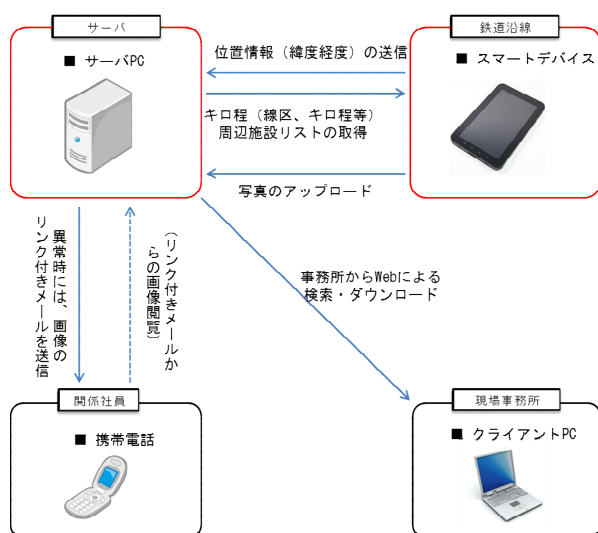 サーバ
■ サーバPC
鉄道沿線
■ スマートデバイス
位置情報（緯度経度）の送信
キロ程（線区、キロ程等）
周辺施設リストの取得
写真のアップロード
異常時には、画像の
リンク付きメールを送信
(リンク付きメールか
らの画像閲覧)
事務所からWebによる
検索・ダウンロード
関係社員
■ 携帯電話
現場事務所
■ クライアントPC